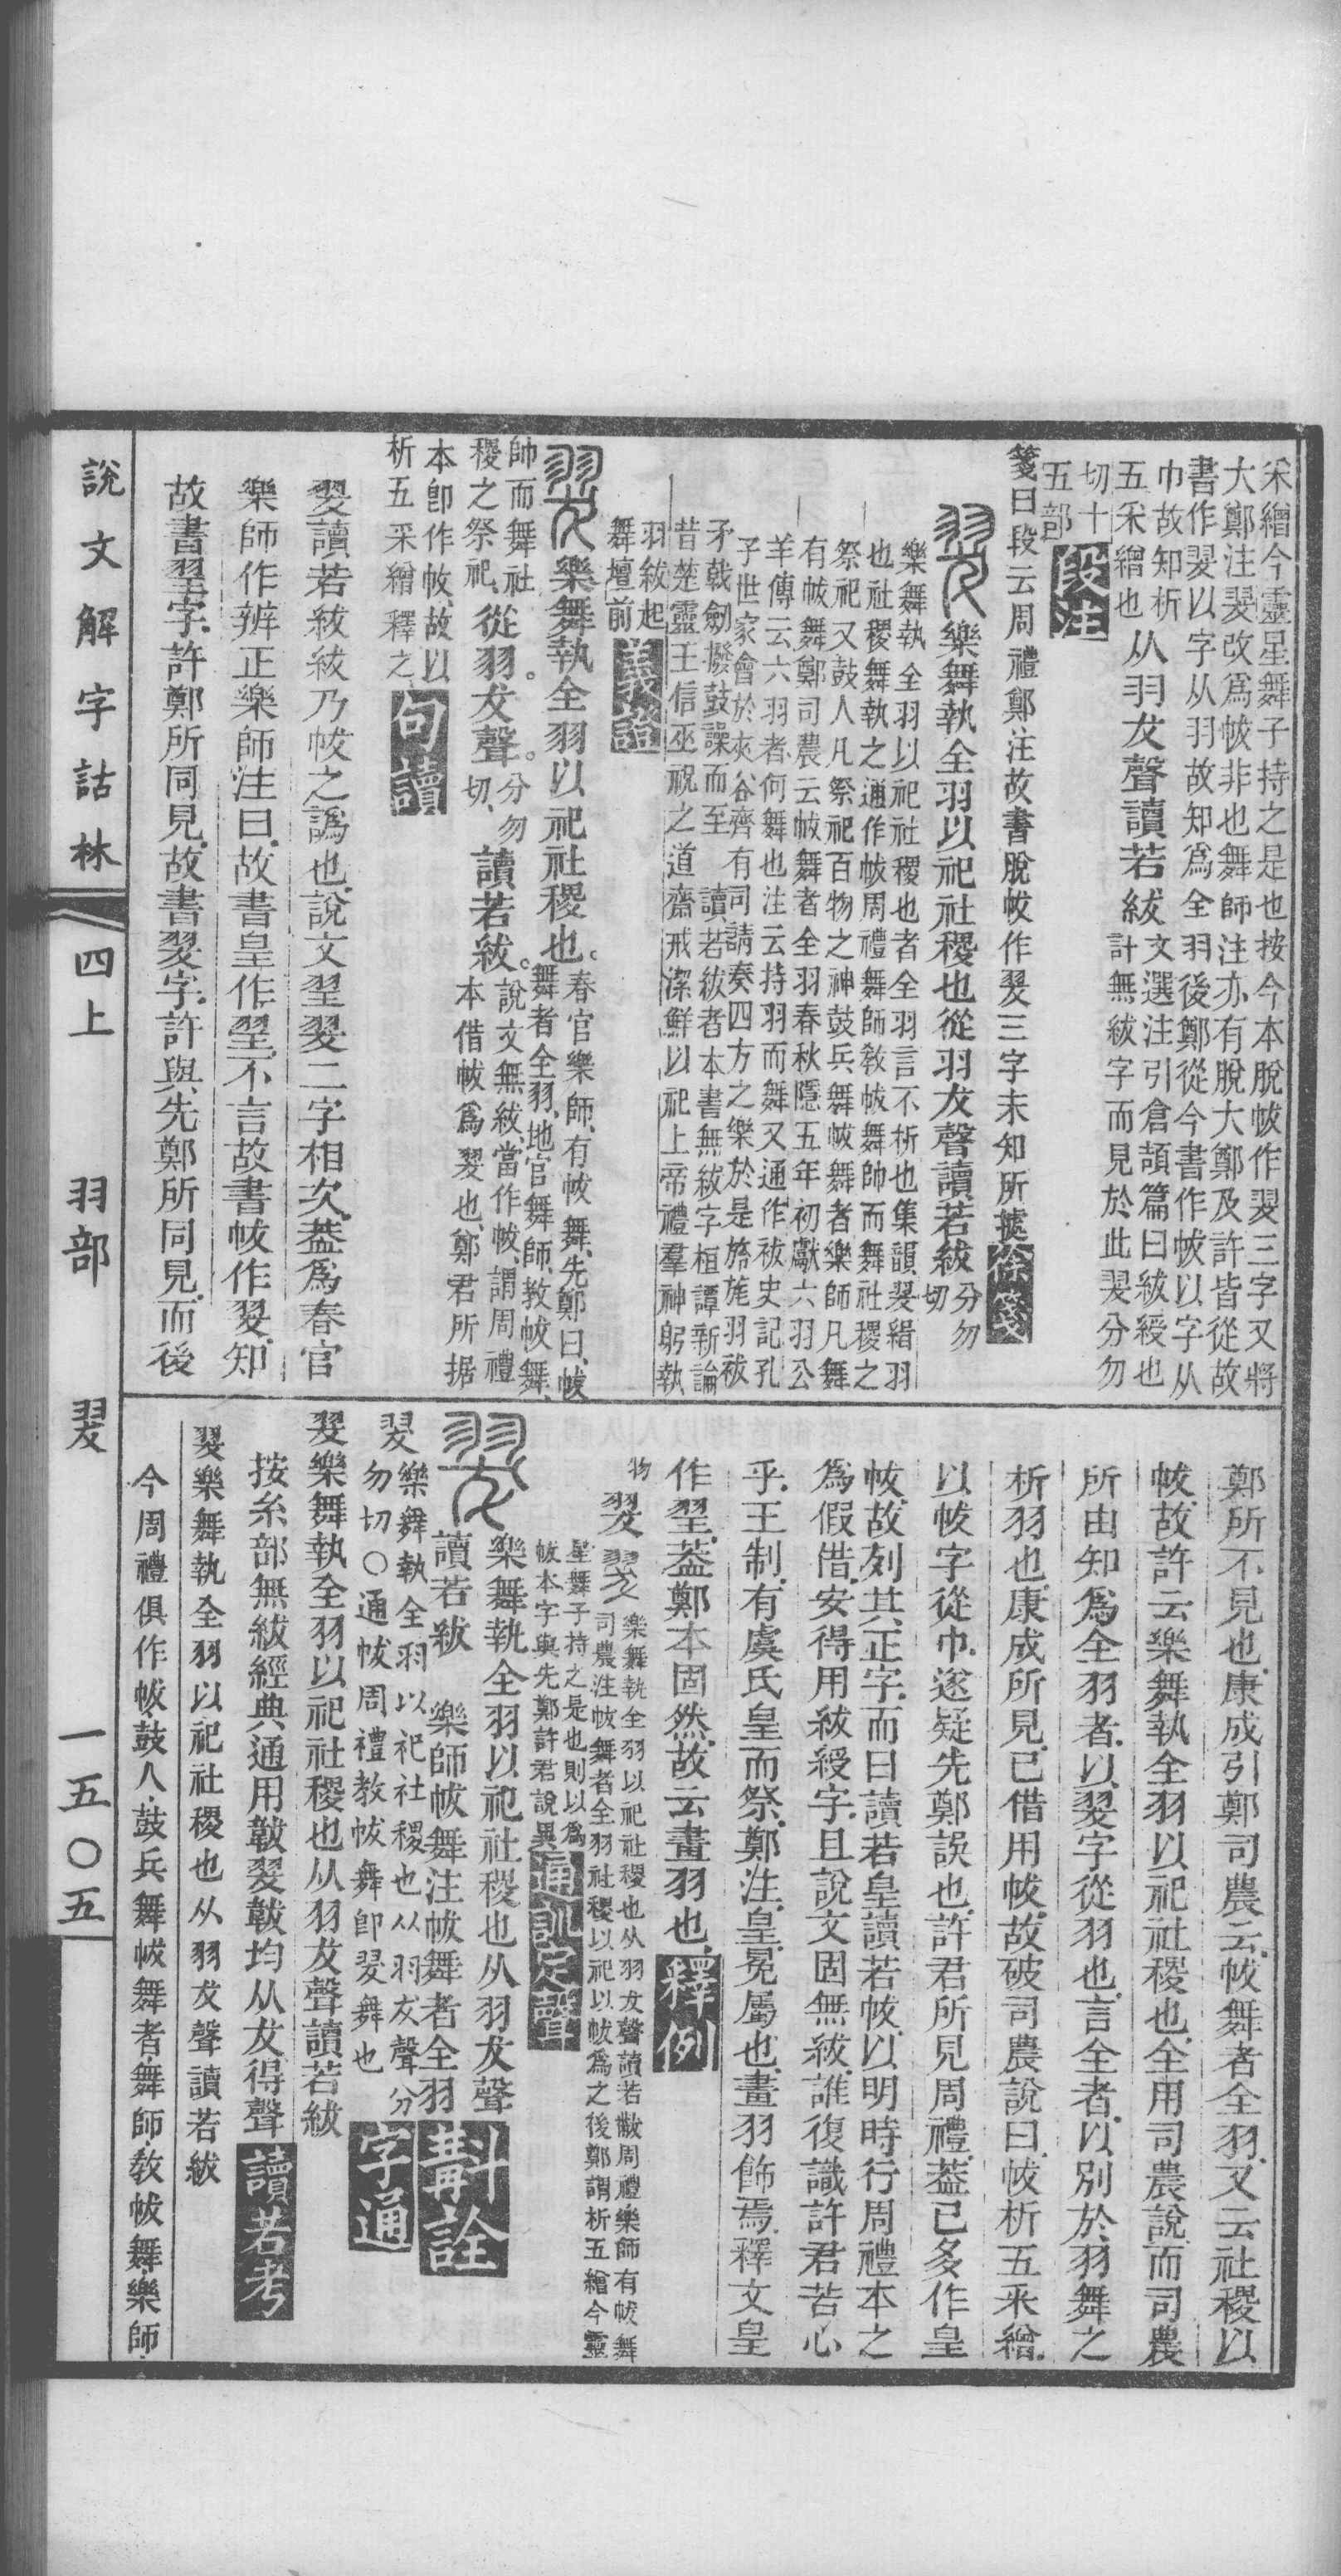 采繒今靈星舞子持之是也按今本脫帗作翇三字又將
大鄭注翇改爲帗非也舞師注亦有脫大鄭及許皆從故
書作翇以字从羽故知爲全羽後鄭從今書作帗以字从
巾故知析五采繒也
从羽犮聲讀若紱
文選注引倉頡篇曰紱綬也計無紱字而見於此翇分勿
切十五部
段注
箋曰段云周禮鄭注故書脫帗作翇三字未知所據
徐箋
樂舞執全羽以祀社稷也從羽犮聲讀若紱
分勿切
樂舞執全羽以祀社稷也者全羽言不析也集韻翇緝羽
也社稷舞執之通作帗周禮舞師敎帗舞帥而舞社稷之
祭祀又鼓人凡祭祀百物之神鼓兵舞帗舞者樂師凡舞
有帗舞鄭司農云帗舞者全羽春秋隱五年初獻六羽公
羊傳云六羽者何舞也注云持羽而舞又通作祓史記孔
子世家會於夾谷齊有司請奏四方之樂於是旍旄羽祓
矛戟劍撥鼓譟而至 讀若紱者本書無紱字桓譚新論
昔楚靈王信巫祝之道齋戒潔鮮以祀上帝禮羣神躬執
羽紱起舞壇前
義證
樂舞執全羽以祀社稷也。
春官樂師、有帗舞、先鄭曰、帗
舞者全羽、地官舞師、敎帗舞、
帥而舞社稷之祭祀、
從羽犮聲。
分勿切、
讀若紱。
說文無紱、當作帗、謂周禮
本借帗爲翇也、鄭君所据
本卽作帗、故以
析五采繒釋之、
句讀
翇讀若紱紱乃帗之譌也、說文翌翇二字相次、葢爲春官
樂師作辨正樂師注曰、故書皇作翌、不言故書帗作翇、知
故書翌字、許鄭所同見、故書翇字、許與先鄭所同見、而後
鄭所不見也、康成引鄭司農云、帗舞者全羽、又云社稷以
帗、故許云樂舞執全羽以祀社稷也、全用司農說、而司農
所由知爲全羽者、以翇字從羽也、言全者、以別於羽舞之
析羽也、康成所見、已借用帗、故破司農說曰、帗析五采繒、
以帗字從巾、遂疑先鄭誤也、許君所見周禮、葢已多作皇
帗、故列其正字、而曰讀若皇讀若帗、以明時行周禮本之
爲假借、安得用紱綬字、且說文固無紱、誰復識許君苦心
乎、王制、有虞氏皇而祭、鄭注、皇、冕屬也、畫羽飾焉、釋文皇
作翌、葢鄭本固然、故云畫羽也、
釋例
物 翇
樂舞執全羽以祀社稷也从羽犮聲讀若黻周禮樂師有帗舞
司農注帗舞者全羽社稷以祀以帗爲之後鄭謂析五繒今靈
星舞子持之是也則以爲
帗本字與先鄭許君說異
通訓定聲
樂舞執全羽以祀社稷也从羽犮聲
讀若紱 樂師帗舞注帗舞者全羽
斠詮
翇
樂舞執全羽以祀社稷也从羽犮聲分
勿切○通帗周禮教帗舞卽翇舞也
字通
翇樂舞執全羽以祀社稷也从羽犮聲讀若紱
按糸部無紱經典通用韍翇韍均从犮得聲
讀若考
翇樂舞執全羽以祀社稷也从羽犮聲讀若紱
今周禮俱作帗、鼓人、鼓兵舞帗舞者、舞師、敎帗舞、樂師、
說文解字詁林
四上 羽部 翇
一五〇五